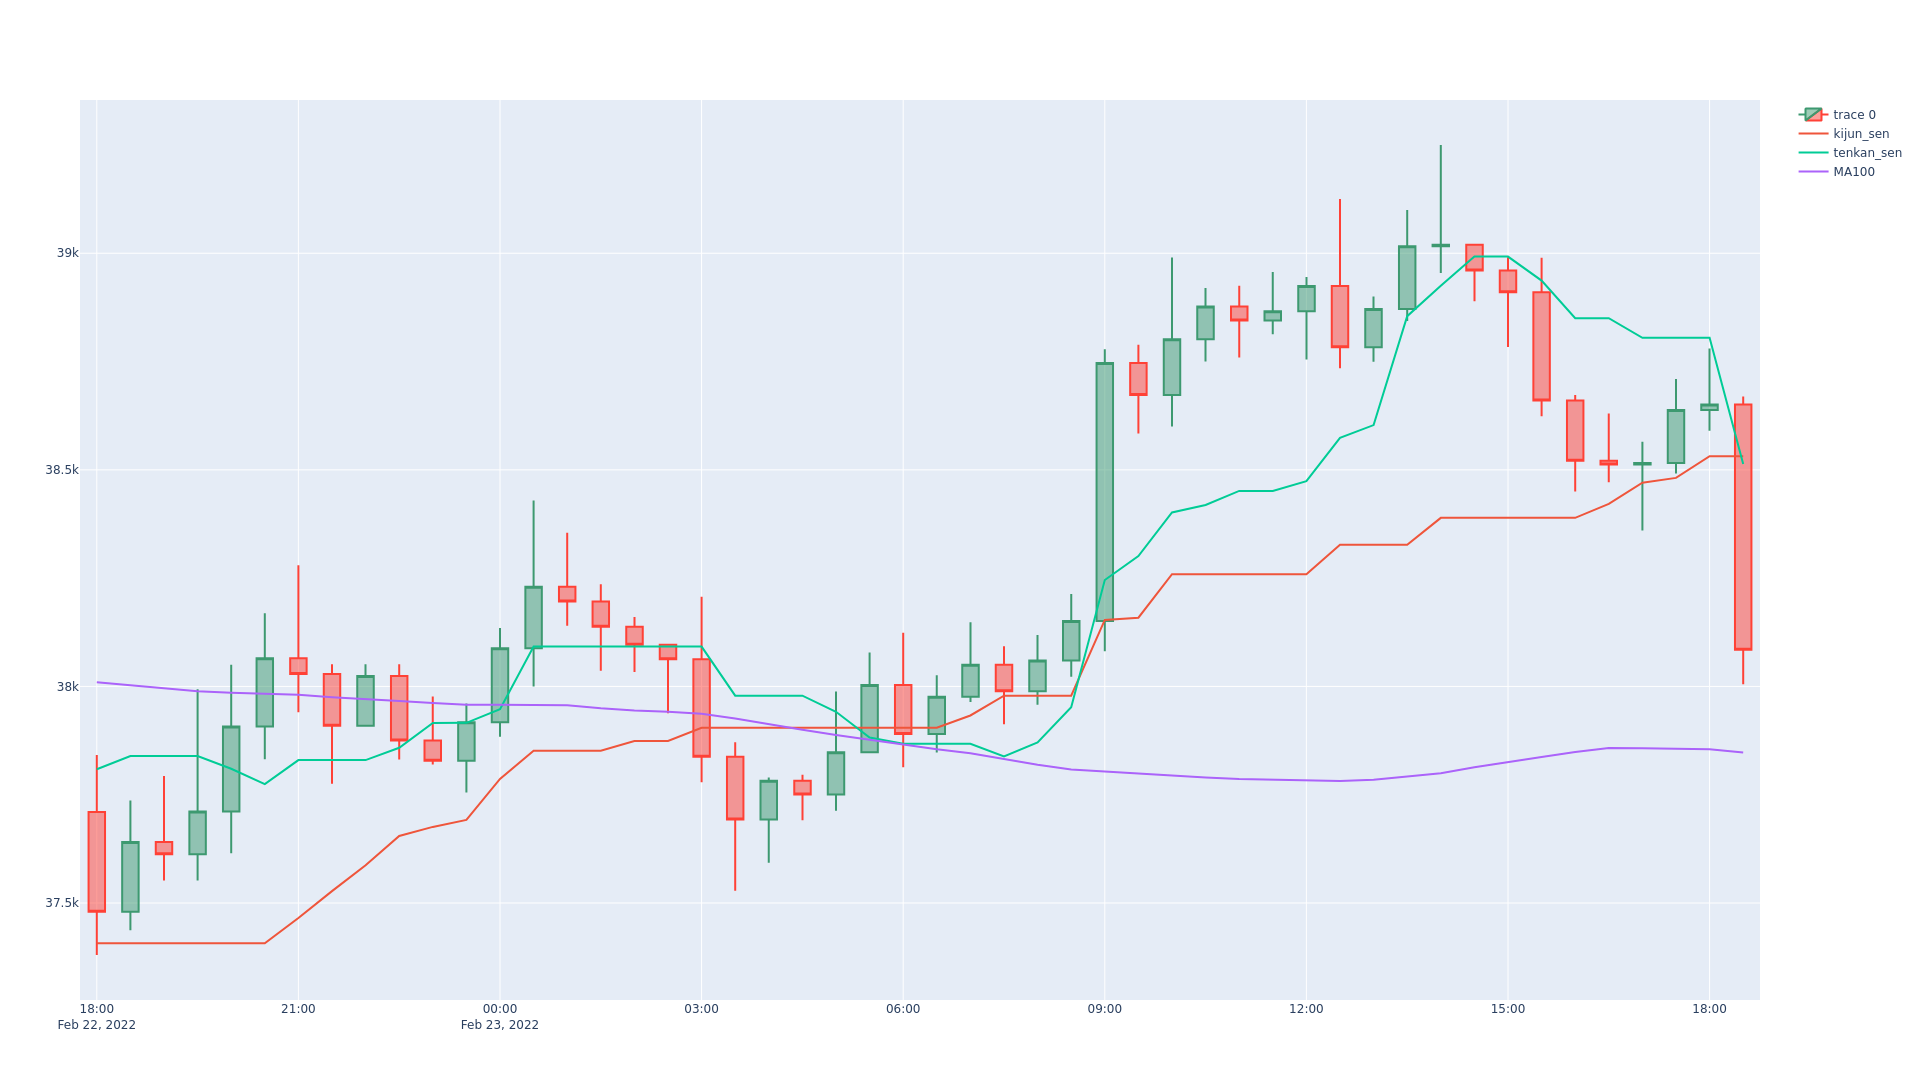 trace 0
kijun_sen
tenkan_sen
MA100
39k
38.5k
38k
37.5k
18:00 21:00 00:00 03:00 06:00 09:00 12:00 15:00 18:00
Feb 22, 2022 Feb 23, 2022